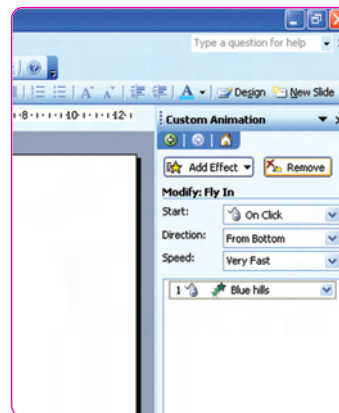 Type a question for help
A A A Design New Slide
·8·1·1·1·10·1·1·1·12·1
Custom Animation
Add Effect Remove
Modify: Fly In
Start: On Click
Direction: From Bottom
Speed: Very Fast
1 Blue hills